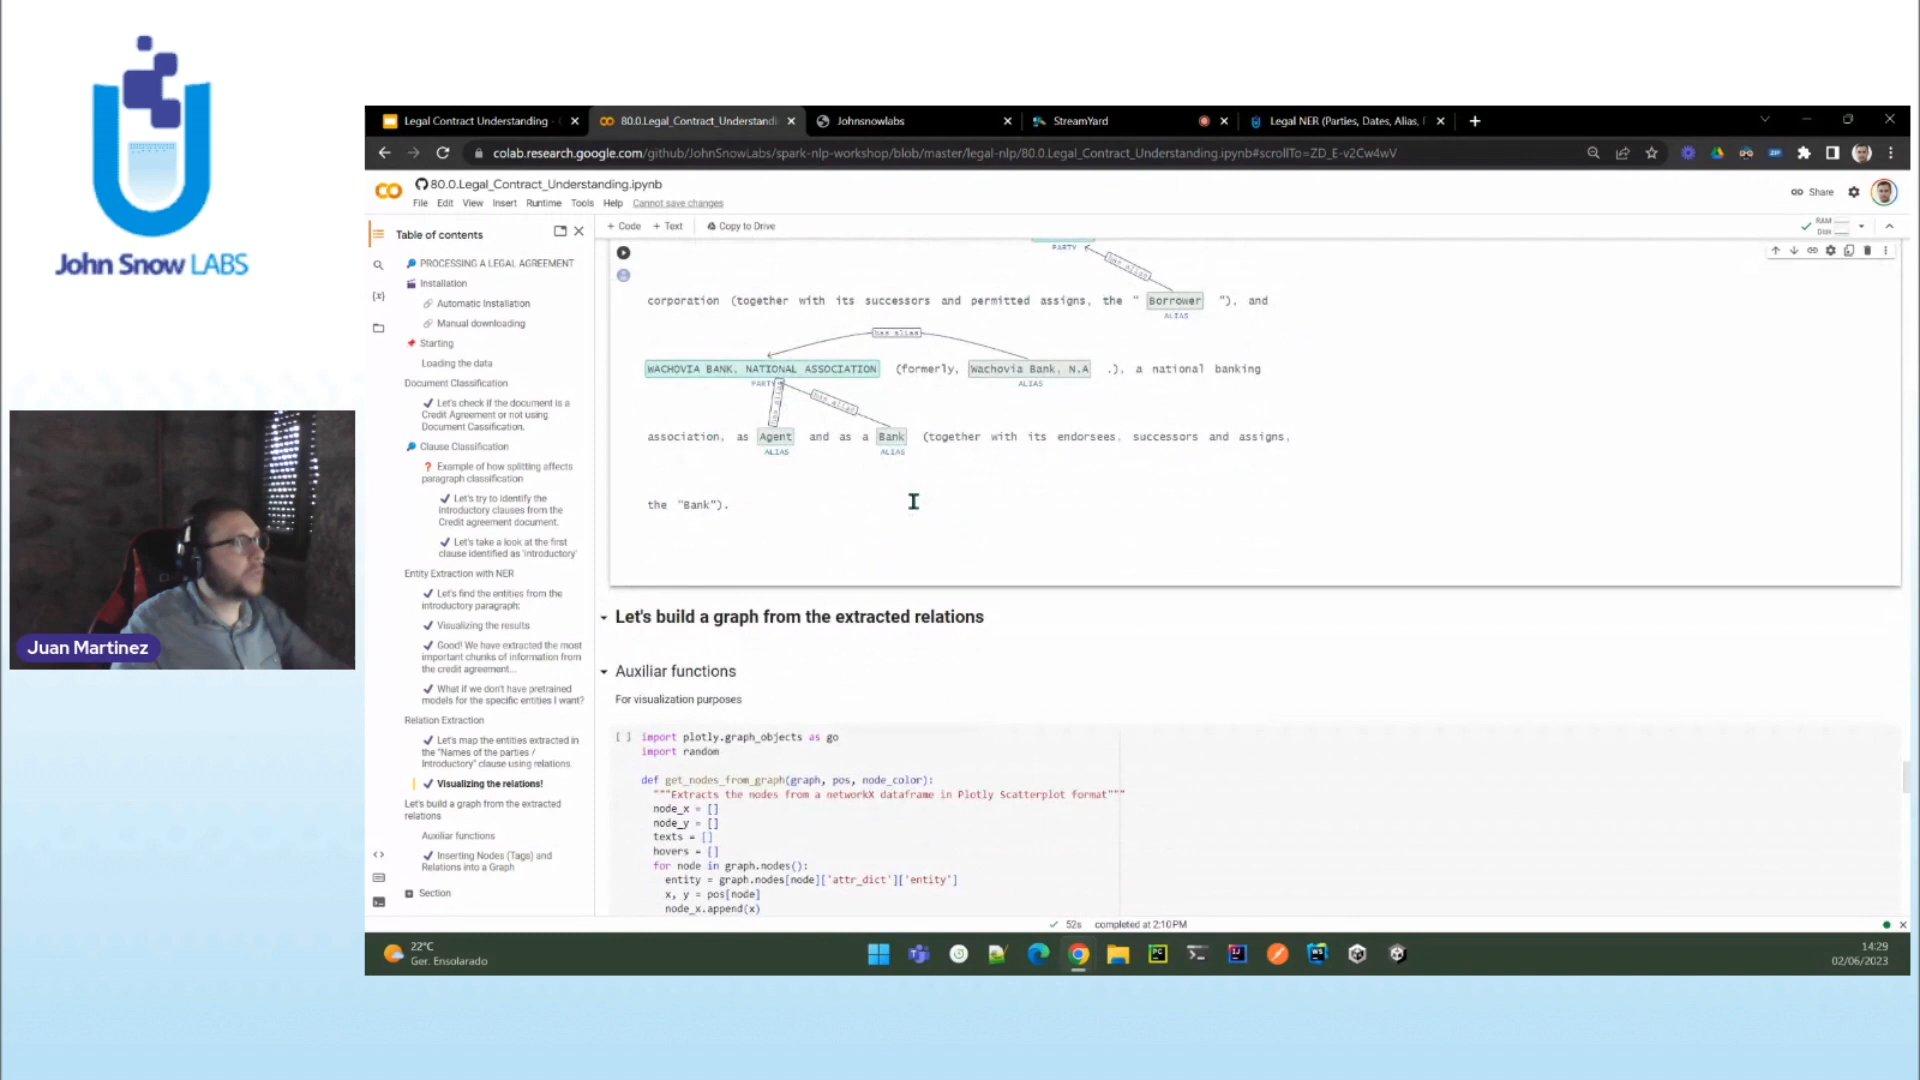 John Snow LABS
Juan Martinez
Legal Contract Understanding
80.0.Legal_Contract_Understandi
Johnsnowlabs
StreamYard
Legal NER (Parties, Dates, Alias,
colab.research.google.com/github/JohnSnowLabs/spark-nlp-workshop/blob/master/legal-nlp/80.0.Legal_Contract_Understanding.ipynb#scrollTo=ZD_E-v2Cw4wV
80.0.Legal_Contract_Understanding.ipynb
File Edit View Insert Runtime Tools Help Cannot save changes
Share
Table of contents
+ Code + Text Copy to Drive
RAM
Disk
PROCESSING A LEGAL AGREEMENT
Installation
Automatic Installation
Manual downloading
Starting
Loading the data
Document Classification
Let's check if the document is a
Credit Agreement or not using
Document Cassification.
Clause Classification
Example of how splitting affects
paragraph classification
Let's try to identify the
introductory clauses from the
Credit agreement document.
Let's take a look at the first
clause identified as 'introductory'
Entity Extraction with NER
Let's find the entities from the
introductory paragraph:
Visualizing the results
Good! We have extracted the most
important chunks of information from
the credit agreement...
What if we don't have pretrained
models for the specific entities I want?
Relation Extraction
Let's map the entities extracted in
the "Names of the parties /
Introductory" clause using relations.
Visualizing the relations!
Let's build a graph from the extracted
relations
Auxiliar functions
Inserting Nodes (Tags) and
Relations into a Graph
Section
PARTY
has_alias
corporation (together with its successors and permitted assigns, the " Borrower "), and
ALIAS
has alias
WACHOVIA BANK, NATIONAL ASSOCIATION (formerly, Wachovia Bank, N.A .), a national banking
PARTY ALIAS
has_alias has_alias
association, as Agent and as a Bank (together with its endorsees, successors and assigns,
ALIAS ALIAS
the "Bank").
Let's build a graph from the extracted relations
Auxiliar functions
For visualization purposes
[ ] import plotly.graph_objects as go
import random
def get_nodes_from_graph(graph, pos, node_color):
"""Extracts the nodes from a networkX dataframe in Plotly Scatterplot format"""
node_x = []
node_y = []
texts = []
hovers = []
for node in graph.nodes():
entity = graph.nodes[node]['attr_dict']['entity']
x, y = pos[node]
node_x.append(x)
52s completed at 2:10PM
22°C
Ger. Ensolarado
14:29
02/06/2023